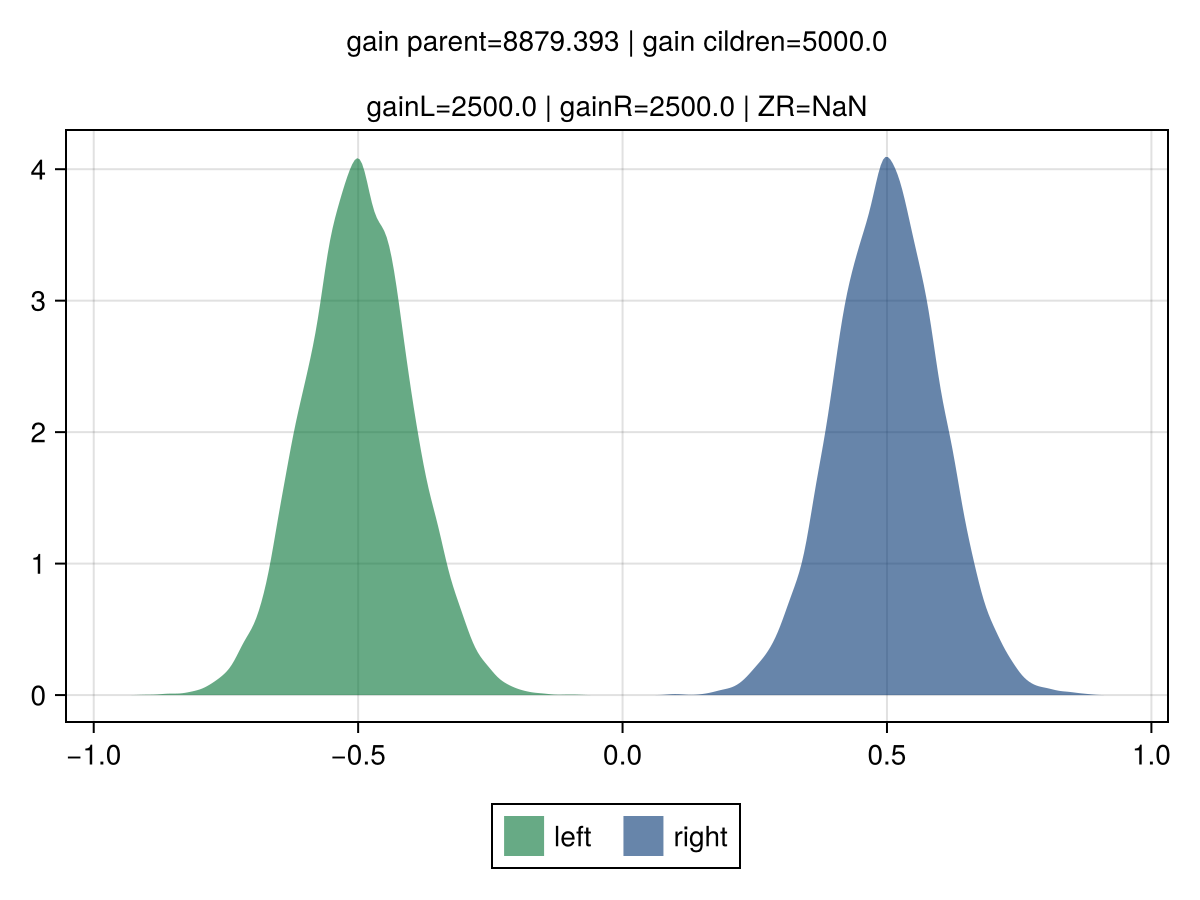 gain parent=8879.393 | gain cildren=5000.0
gainL=2500.0 | gainR=2500.0 | ZR=NaN
4
3
2
1
0
−1.0 −0.5 0.0 0.5 1.0
left right